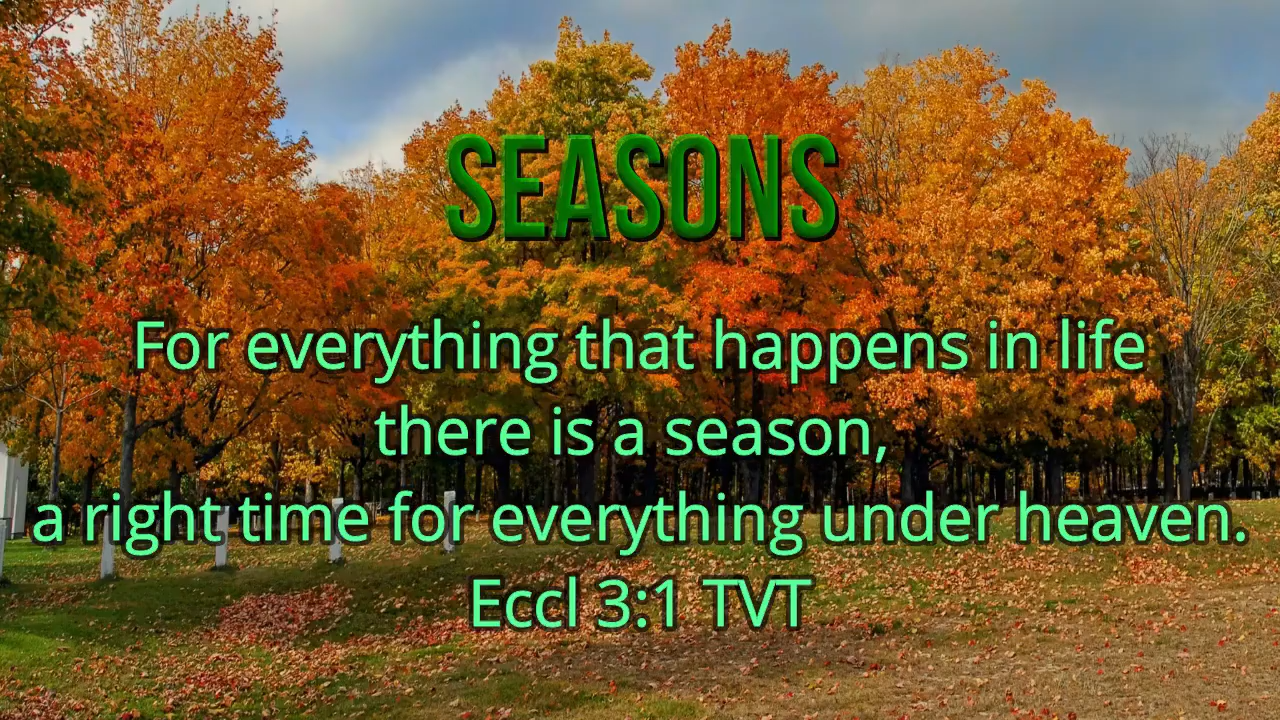 SEASONS
For everything that happens in life
there is a season,
a right time for everything under heaven.
Eccl 3:1 TVT